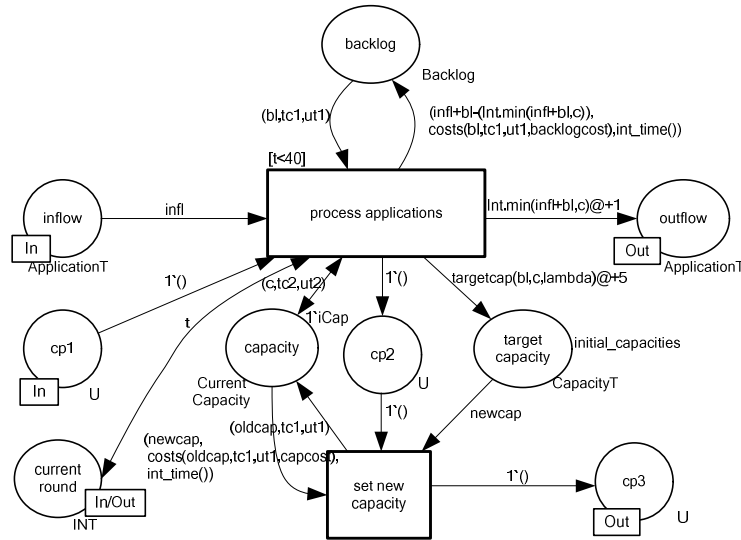 backlog
Backlog
(bl,tc1,ut1)
(infl+bl-(Int.min(infl+bl,c)),
costs(bl,tc1,ut1,backlogcost),int_time())
[t<40]
process applications
inflow
In
ApplicationT
infl
Int.min(infl+bl,c)@+1
outflow
Out
ApplicationT
1`()
t
(c,tc2,ut2)
1`()
targetcap(bl,c,lambda)@+5
cp1
In
U
capacity
1`iCap
Current
Capacity
cp2
U
target
capacity
initial_capacities
CapacityT
1`()
newcap
(oldcap,tc1,ut1)
(newcap,
costs(oldcap,tc1,ut1,capcost),
int_time())
current
round
In/Out
INT
set new
capacity
1`()
cp3
Out
U